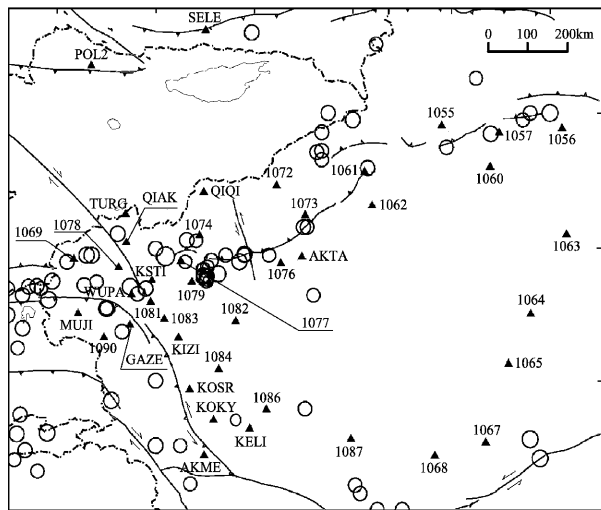 SELE
POL2
0 100 200km
1055
1057
1056
1072
1061
1060
TURG
QIAK
QIQI
1078
1073
1062
1074
1069
1063
KSTI
1076
AKTA
WUPA
1079
1081
1083
1082
1077
1064
MUJI
1090
GAZE
KIZI
1084
1065
KOSR
KOKY
1086
KELI
1087
1067
1068
AKME